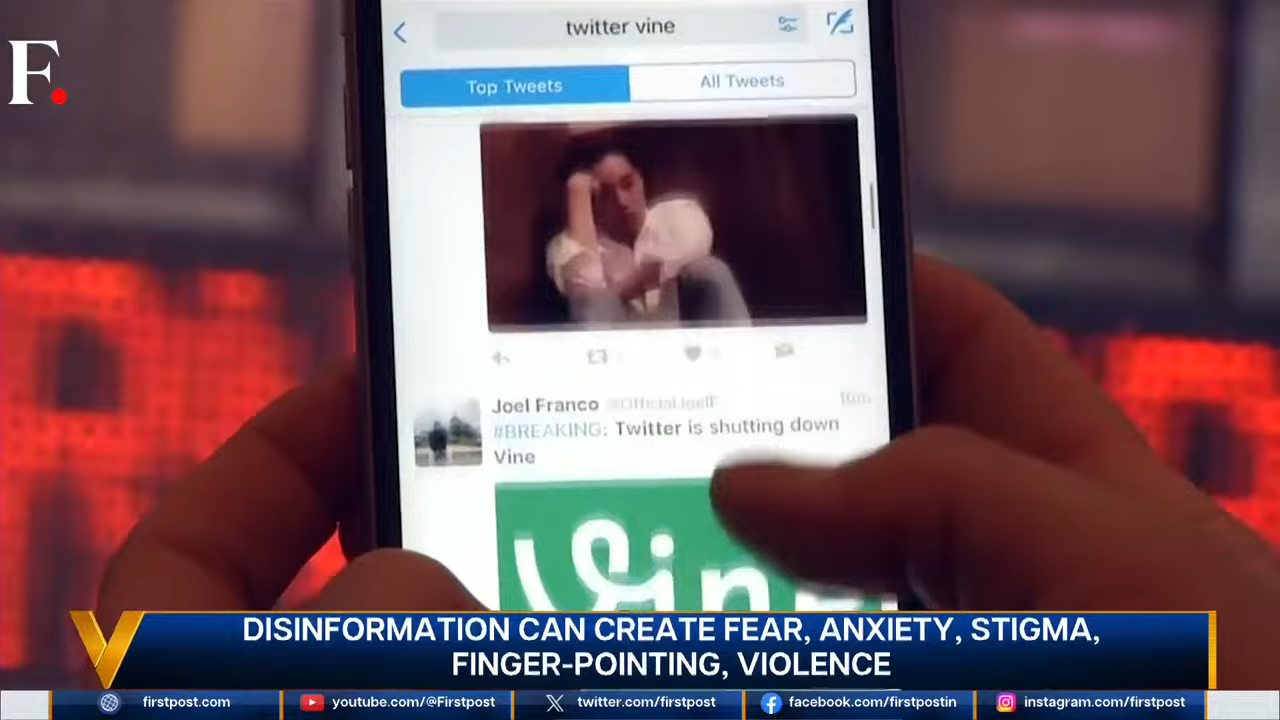 F.
twitter vine
Top Tweets
All Tweets
Joel Franco
#BREAKING: Twitter is shutting down
Vine
Vine
DISINFORMATION CAN CREATE FEAR, ANXIETY, STIGMA,
FINGER-POINTING, VIOLENCE
firstpost.com
youtube.com/@Firstpost
twitter.com/firstpost
facebook.com/firstpostin
instagram.com/firstpost